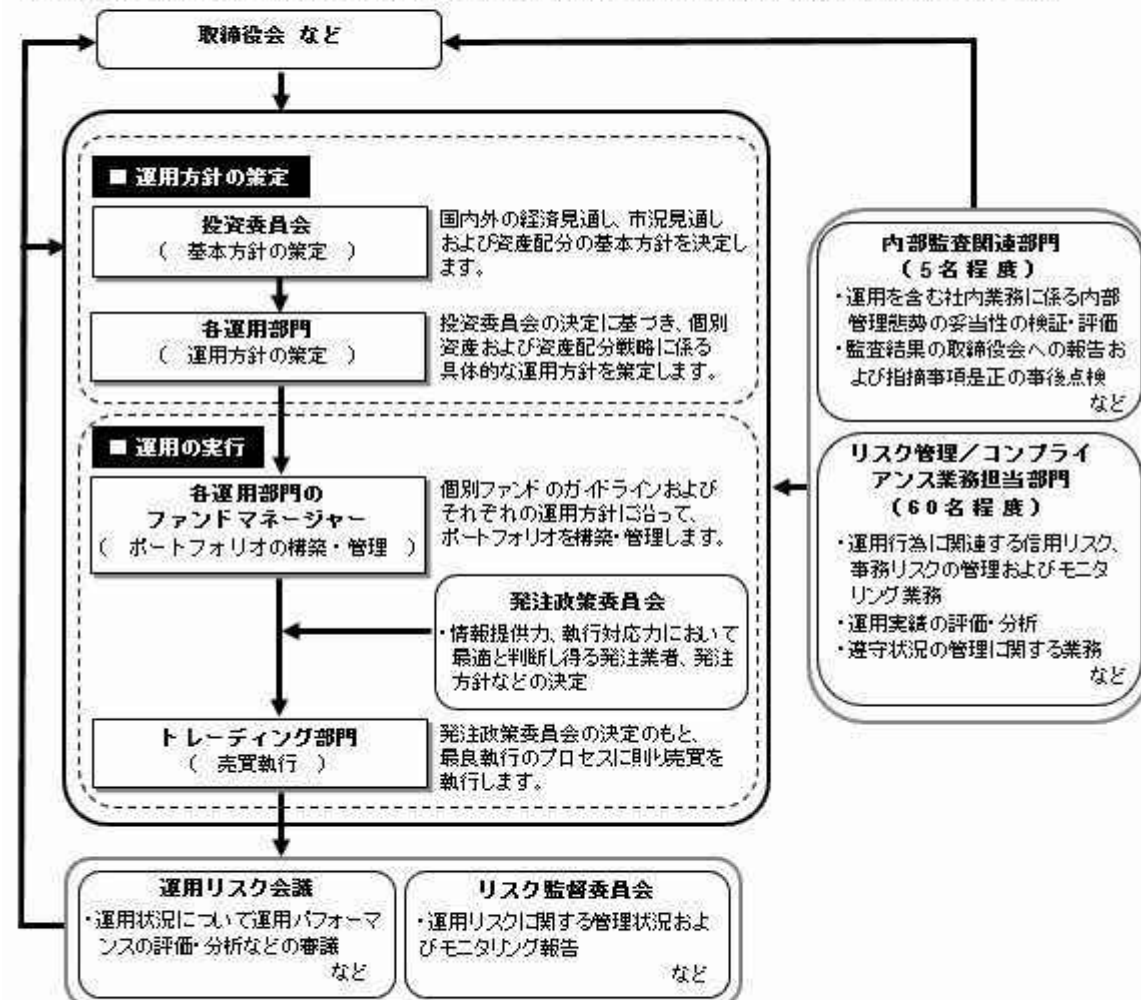 取締役会 など
■ 運用方針の策定
投資委員会
( 基本方針の策定 )
国内外の経済見通し、市況見通し
および資産配分の基本方針を決定し
ます。
各運用部門
( 運用方針の策定 )
投資委員会の決定に基づき、個別
資産および資産配分戦略に係る
具体的な運用方針を策定します。
■ 運用の実行
各運用部門の
ファンドマネージャー
( ポートフォリオの構築・管理 )
個別ファンドのガイドラインおよび
それぞれの運用方針に沿って、
ポートフォリオを構築・管理します。
発注政策委員会
・情報提供力、執行対応力において
最適と判断し得る発注業者、発注
方針などの決定
トレーディング部門
( 売買執行 )
発注政策委員会の決定のもと、
最良執行のプロセスに則り売買を
執行します。
内部監査関連部門
(5名程度)
・運用を含む社内業務に係る内部
管理態勢の妥当性の検証・評価
・監査結果の取締役会への報告お
よび指摘事項是正の事後点検
など
リスク管理/コンプライ
アンス業務担当部門
(60名程度)
・運用行為に関連する信用リスク、
事務リスクの管理およびモニタ
リング業務
・運用実績の評価・分析
・遵守状況の管理に関する業務
など
運用リスク会議
・運用状況について運用パフォーマ
ンスの評価・分析などの審議
など
リスク監督委員会
・運用リスクに関する管理状況およ
びモニタリング報告
など